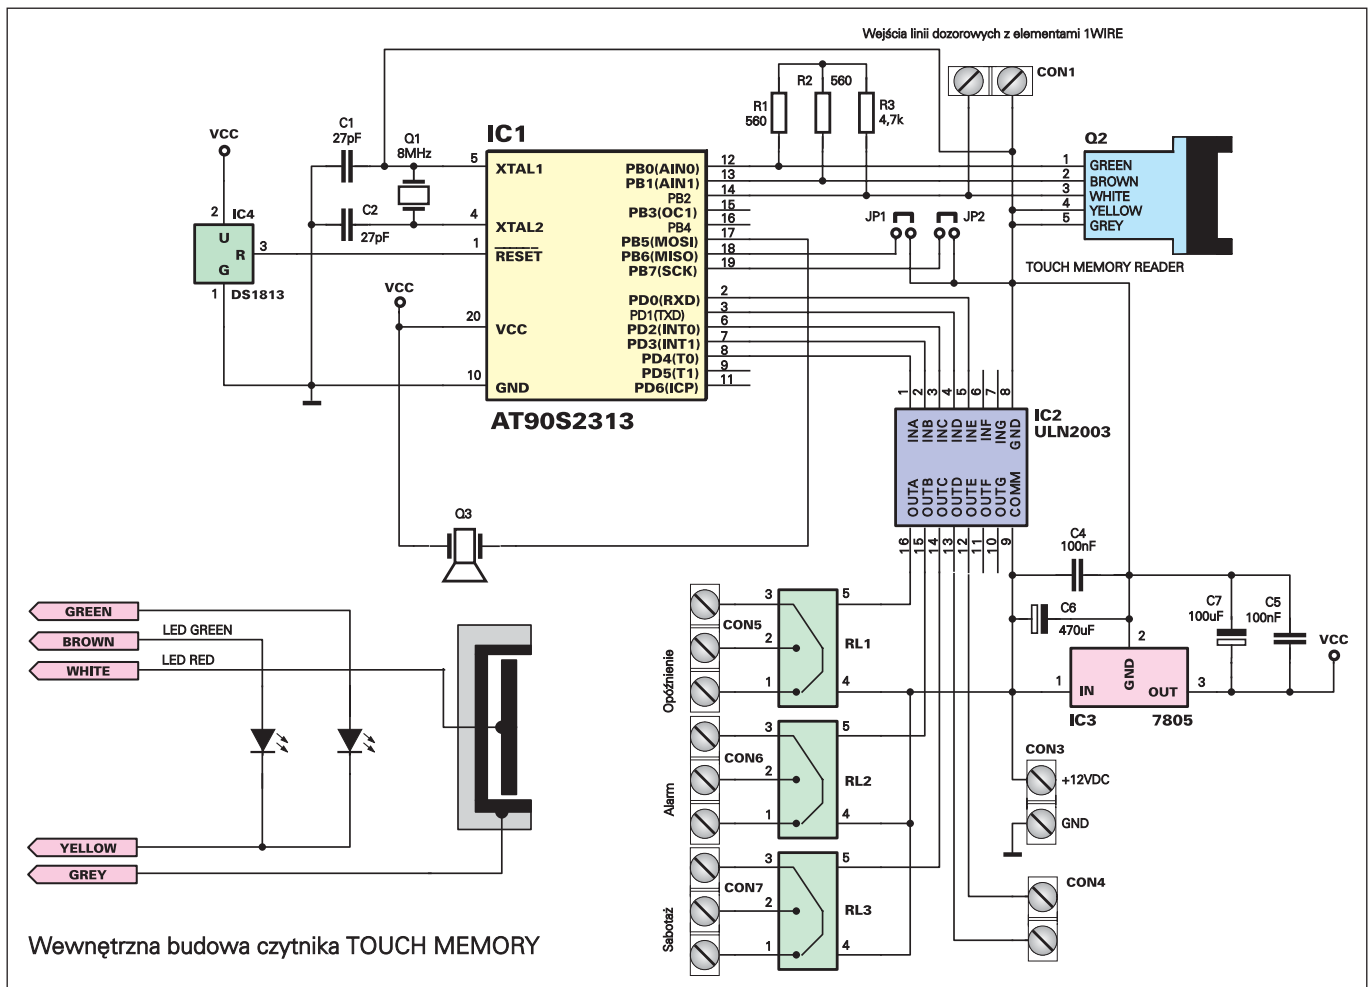 Wejścia linii dozorowych z elementami 1WIRE
CON1
R2 560
R1 560
R3 4,7k
C1 27pF
Q1 8MHz
VCC
IC1
Q2
5 XTAL1
4 XTAL2
1 RESET
20 VCC
10 GND
PB0(AIN0) 12
PB1(AIN1) 13
PB2 14
PB3(OC1) 15
PB4 16
PB5(MOSI) 17
PB6(MISO) 18
PB7(SCK) 19
PD0(RXD) 2
PD1(TXD) 3
PD2(INT0) 6
PD3(INT1) 7
PD4(T0) 8
PD5(T1) 9
PD6(ICP) 11
AT90S2313
1 GREEN
2 BROWN
3 WHITE
4 YELLOW
5 GREY
TOUCH MEMORY READER
C2 27pF
2 IC4
U
R 3
G
1 DS1813
VCC
JP1 JP2
1 2 3 4 5 6 7 8
INA INB INC IND INE INF ING GND
IC2
ULN2003
OUTA OUTB OUTC OUTD OUTE OUTF OUTG COMM
16 15 14 13 12 11 10 9
Q3
C4 100nF
C6 470uF
C7 100uF
C5 100nF
VCC
2
GND
1 IN OUT 3
IC3 7805
GREEN
BROWN LED GREEN
WHITE LED RED
YELLOW
GREY
Wewnętrzna budowa czytnika TOUCH MEMORY
Opóźnienie
CON5
3 2 1
5 RL1 4
Alarm
CON6
3 2 1
5 RL2 4
Sabotaż
CON7
3 2 1
5 RL3 4
CON3
+12VDC
GND
CON4